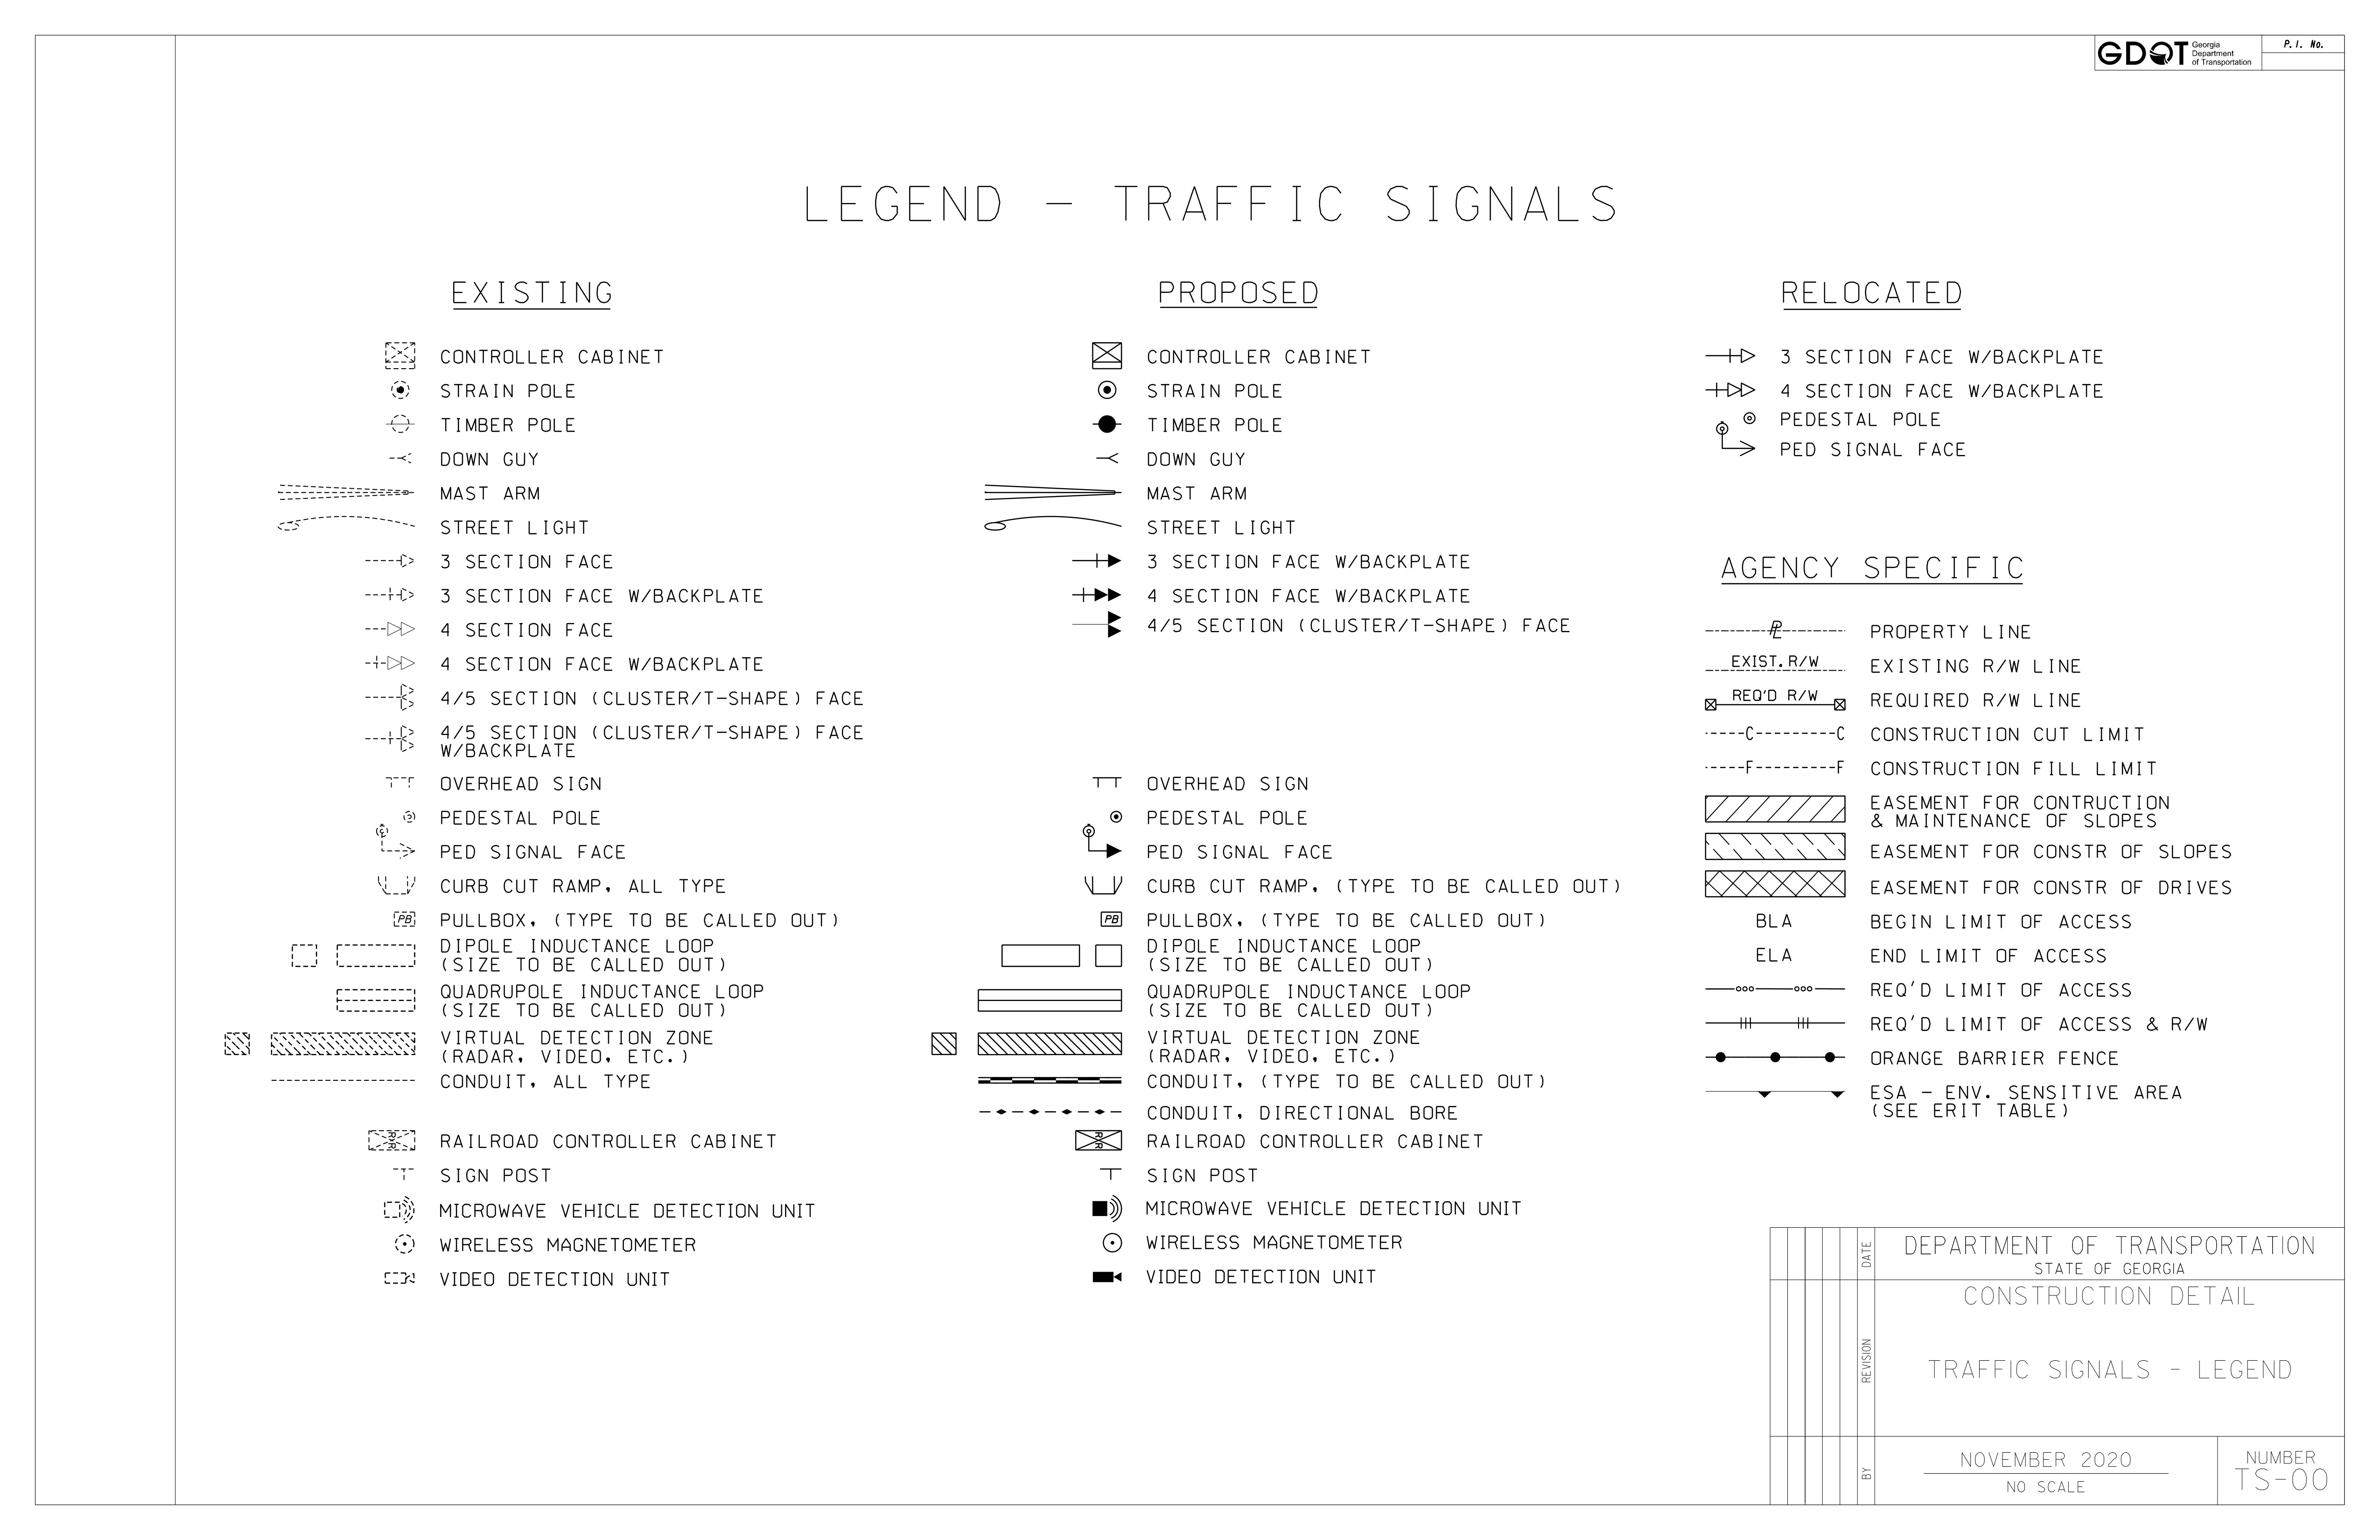 GDOT
Georgia
Department
of Transportation
P.I. No.
LEGEND - TRAFFIC SIGNALS
EXISTING
CONTROLLER CABINET
STRAIN POLE
TIMBER POLE
DOWN GUY
MAST ARM
STREET LIGHT
3 SECTION FACE
3 SECTION FACE W/BACKPLATE
4 SECTION FACE
4 SECTION FACE W/BACKPLATE
4/5 SECTION (CLUSTER/T-SHAPE) FACE
4/5 SECTION (CLUSTER/T-SHAPE) FACE
W/BACKPLATE
OVERHEAD SIGN
PEDESTAL POLE
PED SIGNAL FACE
CURB CUT RAMP, ALL TYPE
PB PULLBOX, (TYPE TO BE CALLED OUT)
DIPOLE INDUCTANCE LOOP
(SIZE TO BE CALLED OUT)
QUADRUPOLE INDUCTANCE LOOP
(SIZE TO BE CALLED OUT)
VIRTUAL DETECTION ZONE
(RADAR, VIDEO, ETC.)
CONDUIT, ALL TYPE
RR RAILROAD CONTROLLER CABINET
SIGN POST
MICROWAVE VEHICLE DETECTION UNIT
WIRELESS MAGNETOMETER
VIDEO DETECTION UNIT
PROPOSED
CONTROLLER CABINET
STRAIN POLE
TIMBER POLE
DOWN GUY
MAST ARM
STREET LIGHT
3 SECTION FACE W/BACKPLATE
4 SECTION FACE W/BACKPLATE
4/5 SECTION (CLUSTER/T-SHAPE) FACE
OVERHEAD SIGN
PEDESTAL POLE
PED SIGNAL FACE
CURB CUT RAMP, (TYPE TO BE CALLED OUT)
PB PULLBOX, (TYPE TO BE CALLED OUT)
DIPOLE INDUCTANCE LOOP
(SIZE TO BE CALLED OUT)
QUADRUPOLE INDUCTANCE LOOP
(SIZE TO BE CALLED OUT)
VIRTUAL DETECTION ZONE
(RADAR, VIDEO, ETC.)
CONDUIT, (TYPE TO BE CALLED OUT)
CONDUIT, DIRECTIONAL BORE
RR RAILROAD CONTROLLER CABINET
SIGN POST
MICROWAVE VEHICLE DETECTION UNIT
WIRELESS MAGNETOMETER
VIDEO DETECTION UNIT
RELOCATED
3 SECTION FACE W/BACKPLATE
4 SECTION FACE W/BACKPLATE
PEDESTAL POLE
PED SIGNAL FACE
AGENCY SPECIFIC
PL PROPERTY LINE
EXIST. R/W EXISTING R/W LINE
REQ'D R/W REQUIRED R/W LINE
C C CONSTRUCTION CUT LIMIT
F F CONSTRUCTION FILL LIMIT
EASEMENT FOR CONTRUCTION
& MAINTENANCE OF SLOPES
EASEMENT FOR CONSTR OF SLOPES
EASEMENT FOR CONSTR OF DRIVES
BLA BEGIN LIMIT OF ACCESS
ELA END LIMIT OF ACCESS
REQ'D LIMIT OF ACCESS
REQ'D LIMIT OF ACCESS & R/W
ORANGE BARRIER FENCE
ESA - ENV. SENSITIVE AREA
(SEE ERIT TABLE)
DATE
REVISION
BY
DEPARTMENT OF TRANSPORTATION
STATE OF GEORGIA
CONSTRUCTION DETAIL
TRAFFIC SIGNALS - LEGEND
NOVEMBER 2020
NO SCALE
NUMBER
TS-00